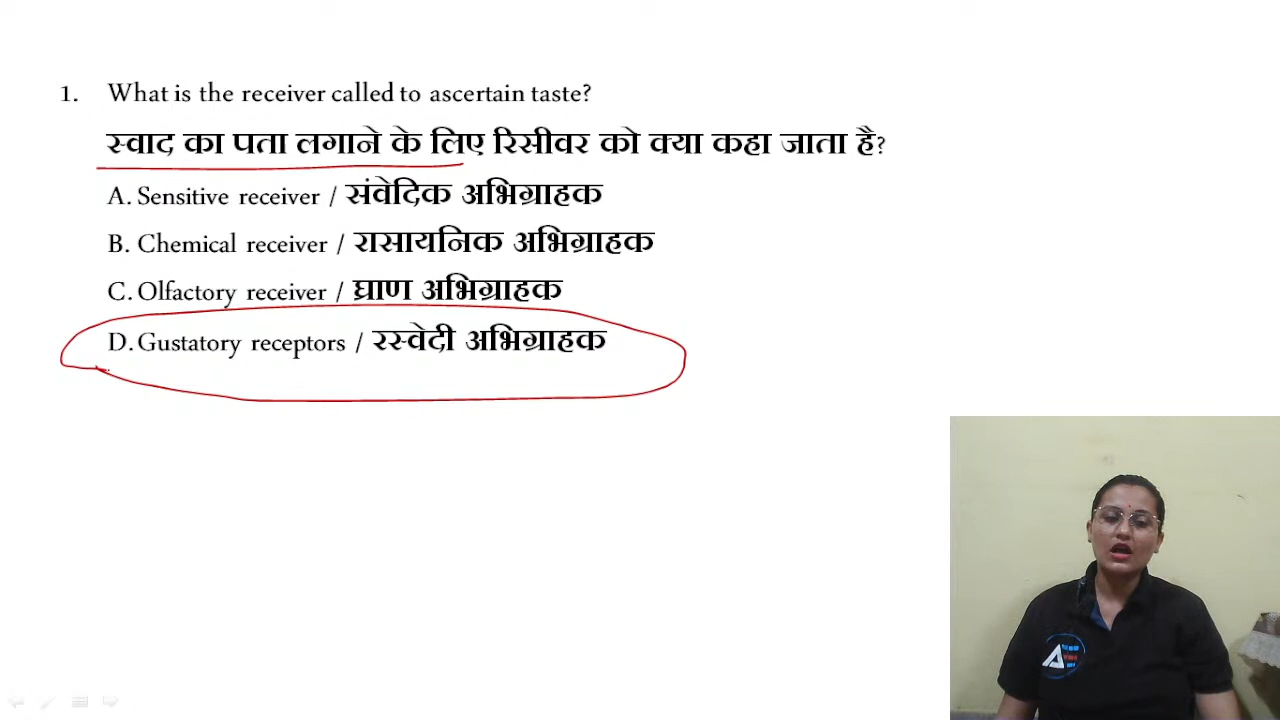 1. What is the receiver called to ascertain taste?
स्वाद का पता लगाने के लिए रिसीवर को क्या कहा जाता है?
A. Sensitive receiver / संवेदिक अभिग्राहक
B. Chemical receiver / रासायनिक अभिग्राहक
C. Olfactory receiver / घ्राण अभिग्राहक
D. Gustatory receptors / रस्वेदी अभिग्राहक